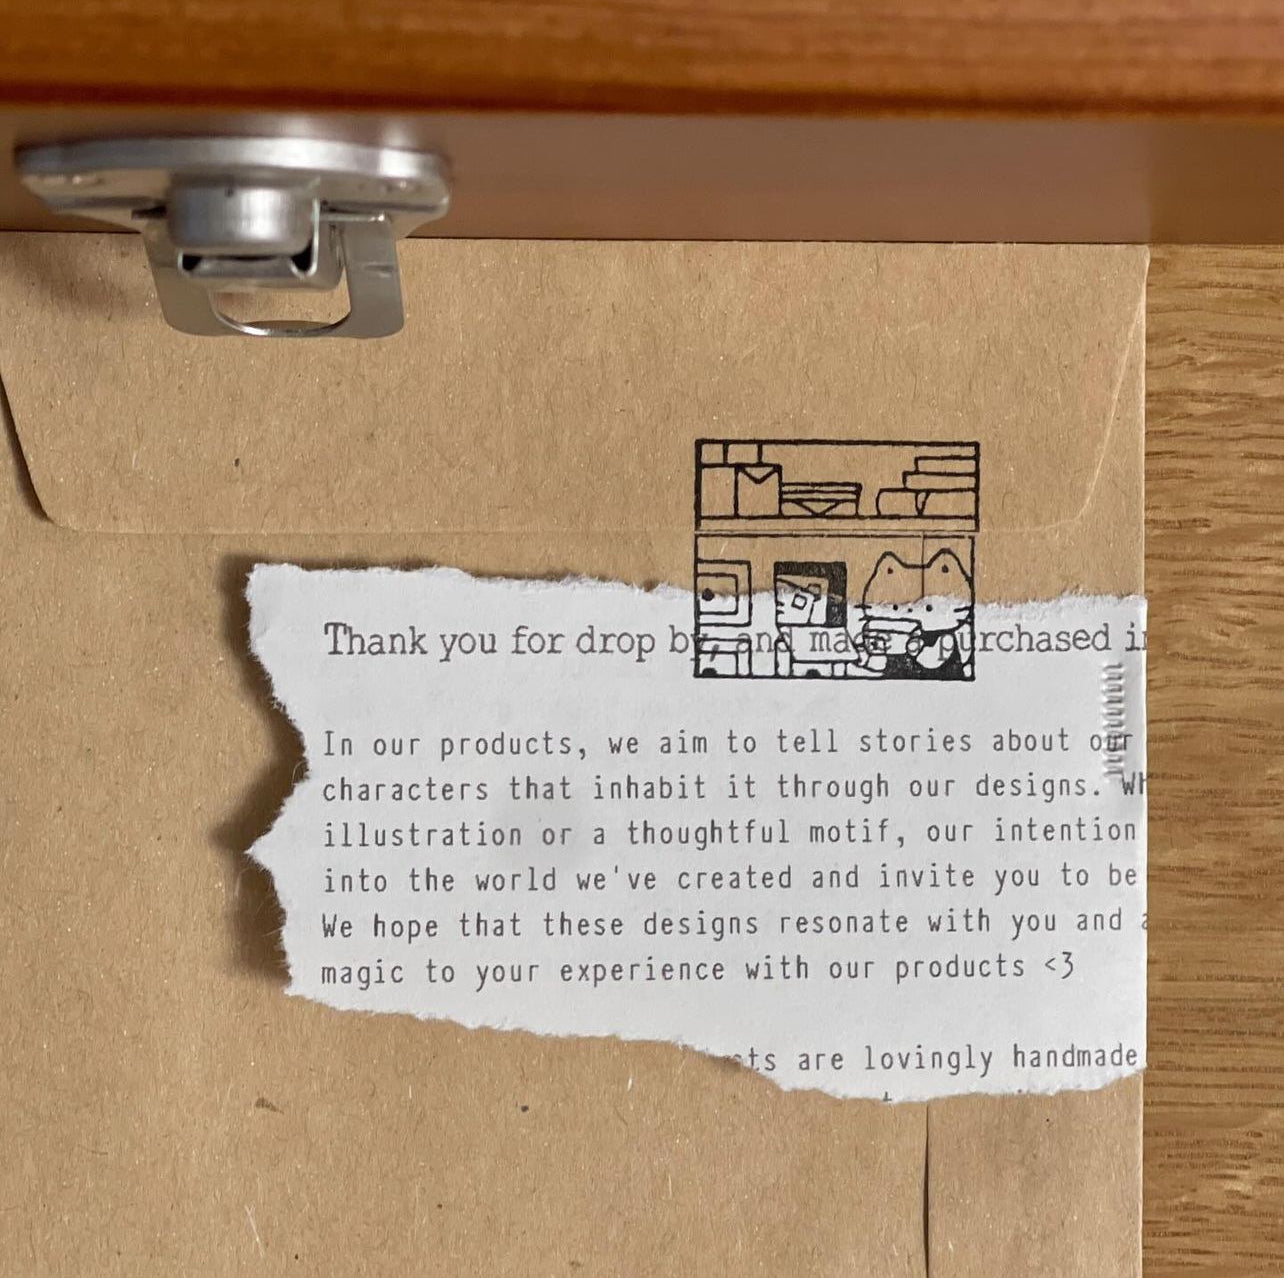 Thank you for drop by, and made a purchased
In our products, we aim to tell stories about our
characters that inhabit it through our designs.
illustration or a thoughtful motif, our intention
into the world we've created and invite you to be
We hope that these designs resonate with you and
magic to your experience with our products <3
are lovingly handmade